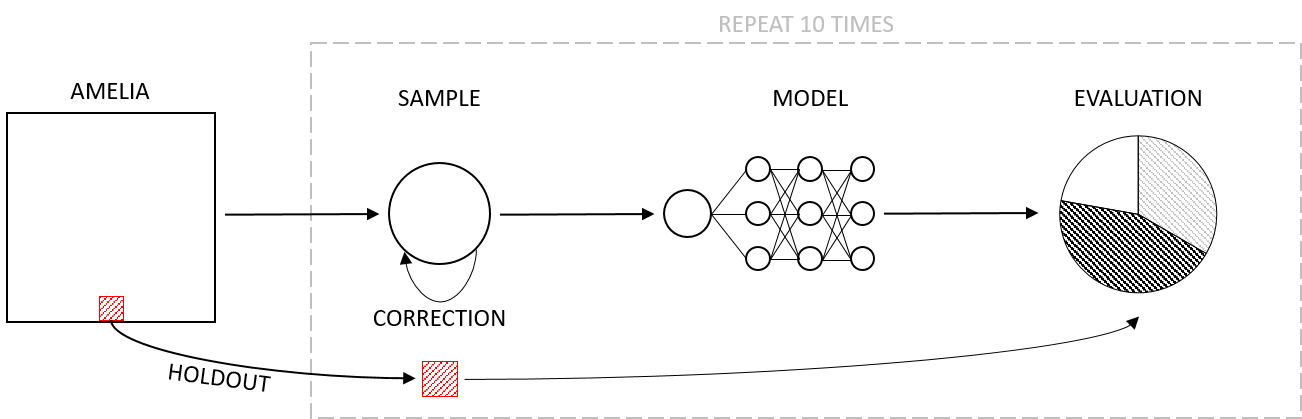 REPEAT 10 TIMES
AMELIA
SAMPLE
MODEL
EVALUATION
CORRECTION
HOLDOUT